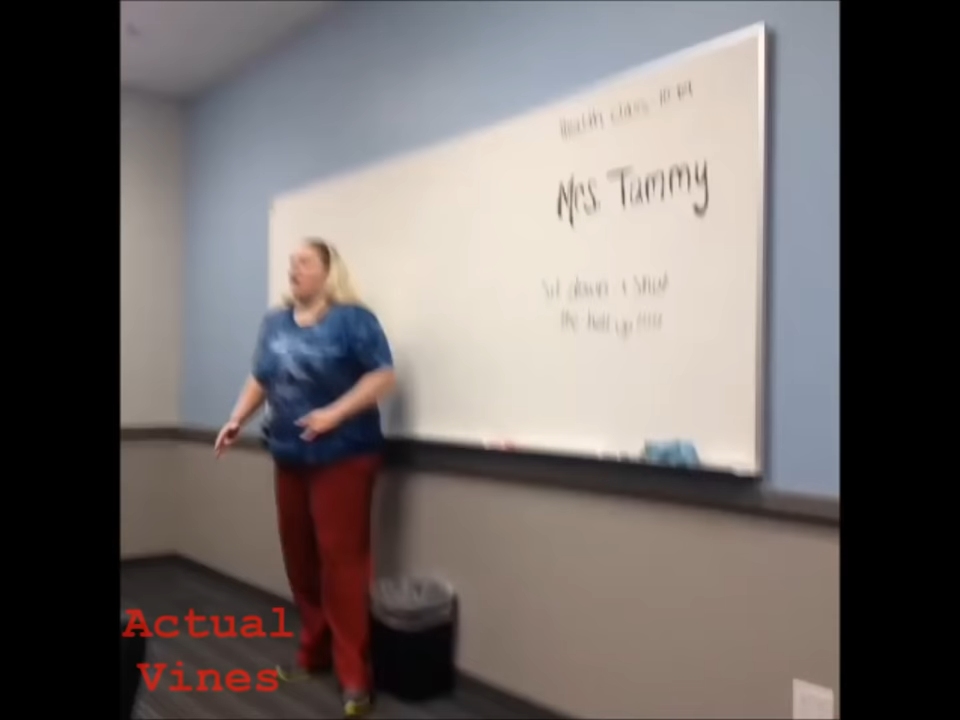 Health class
Mrs. Tammy
Sit down + shut
the hell up
Actual
Vines